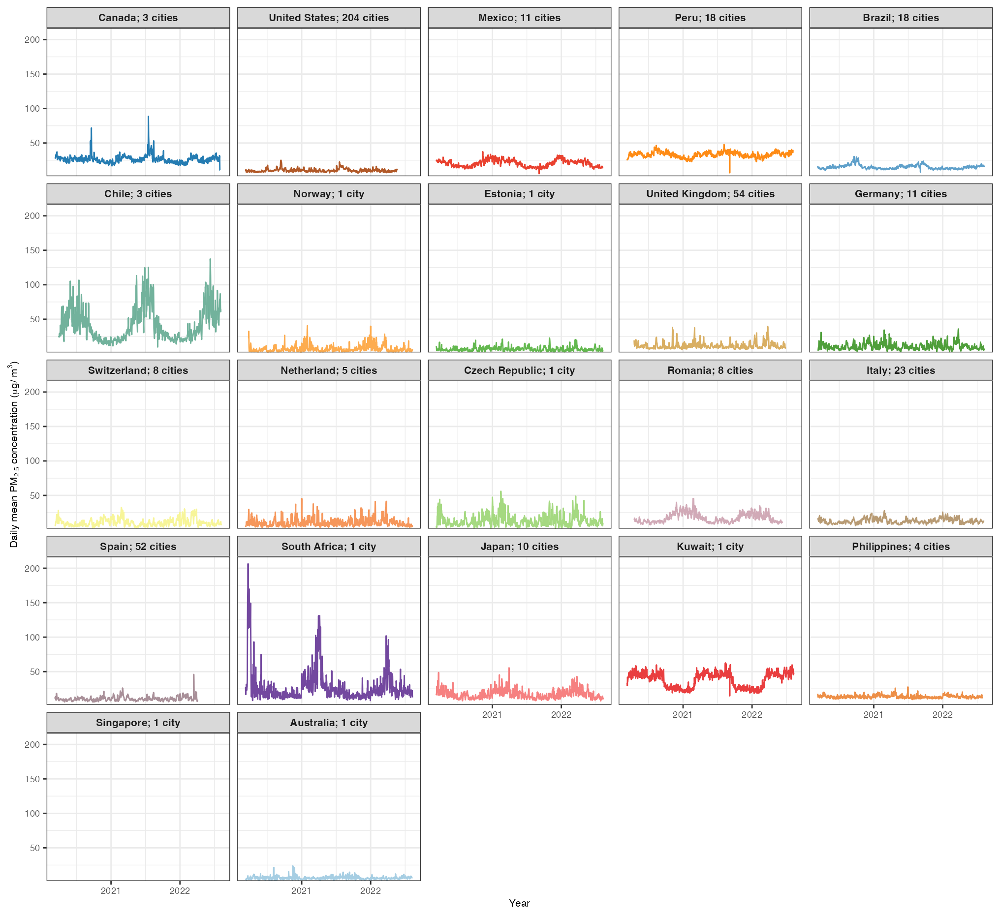 Canada; 3 cities
United States; 204 cities
Mexico; 11 cities
Peru; 18 cities
Brazil; 18 cities
200
150
100
50
Chile; 3 cities
Norway; 1 city
Estonia; 1 city
United Kingdom; 54 cities
Germany; 11 cities
200
150
100
50
Switzerland; 8 cities
Netherland; 5 cities
Czech Republic; 1 city
Romania; 8 cities
Italy; 23 cities
200
150
100
50
Daily mean PM2.5 concentration (μg/ m3)
Spain; 52 cities
South Africa; 1 city
Japan; 10 cities
Kuwait; 1 city
Philippines; 4 cities
200
150
100
50
2021 2022
2021 2022
2021 2022
Singapore; 1 city
Australia; 1 city
200
150
100
50
2021 2022
2021 2022
Year